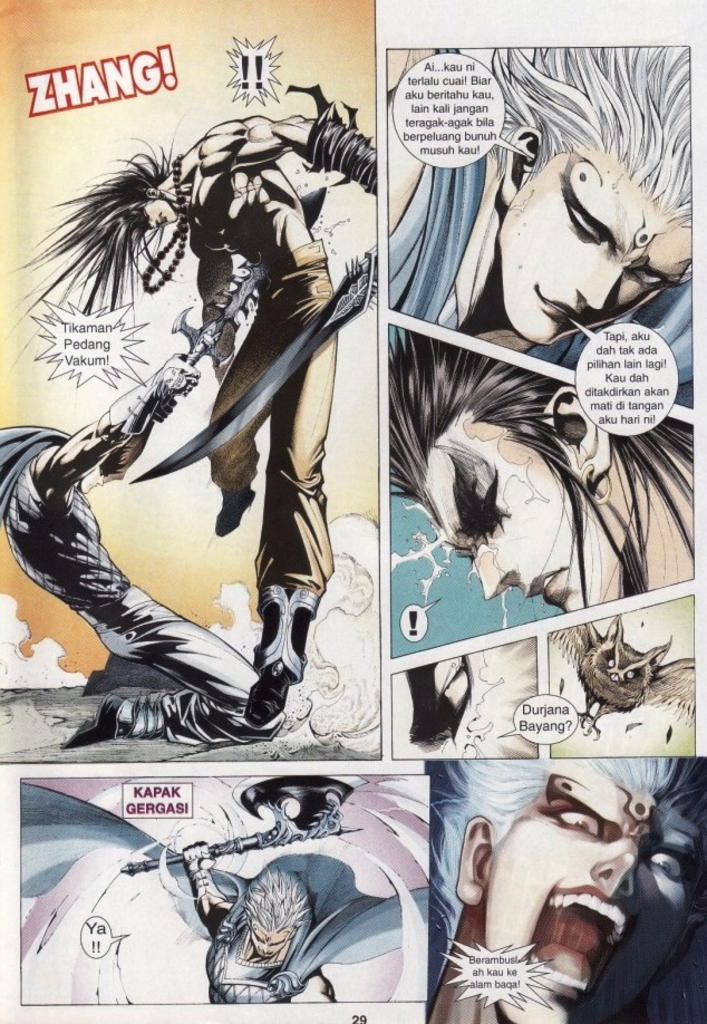 ZHANG!
!!
Tikaman
Pedang
Vakum!
Ai...kau ni
terlalu cuai! Biar
aku beritahu kau,
lain kali jangan
teragak-agak bila
berpeluang bunuh
musuh kau!
Tapi, aku
dah tak ada
pilihan lain lagi!
Kau dah
ditakdirkan akan
mati di tangan
aku hari ni!
!
Durjana
Bayang?
KAPAK
GERGASI
Ya
!!
Berambus!
ah kau ke
alam baqa!
29